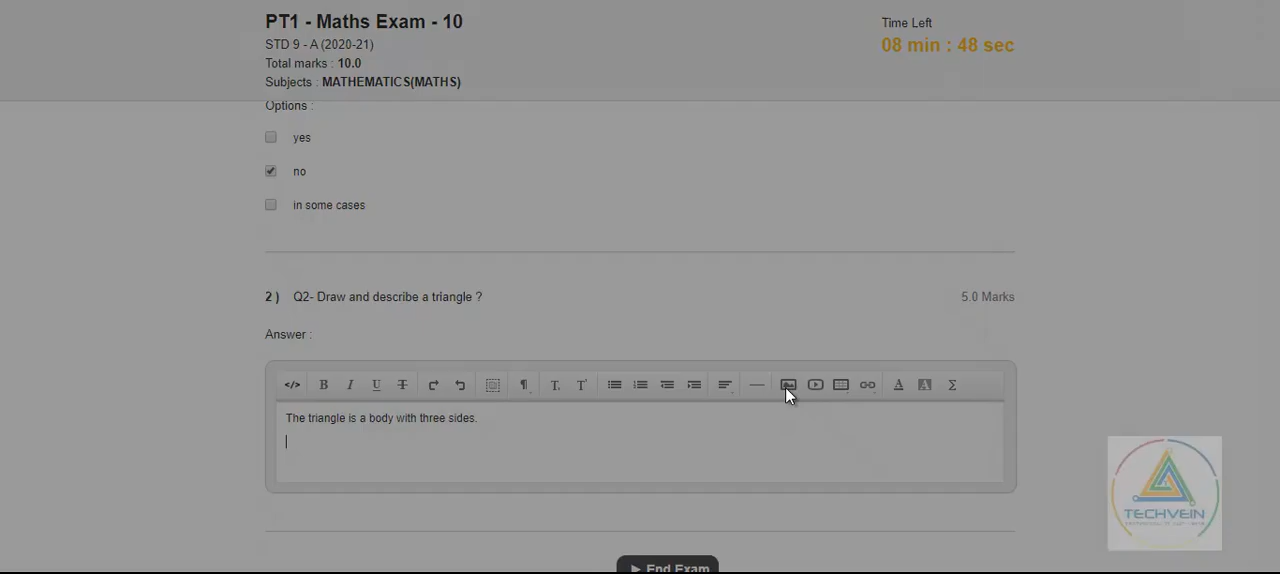 PT1 - Maths Exam - 10
Time Left
STD 9 - A (2020-21)
08 min : 48 sec
Total marks : 10.0
Subjects : MATHEMATICS(MATHS)
Options :
yes
no
in some cases
2 ) Q2- Draw and describe a triangle ?
5.0 Marks
Answer :
The triangle is a body with three sides.
TECHVEIN
End Exam